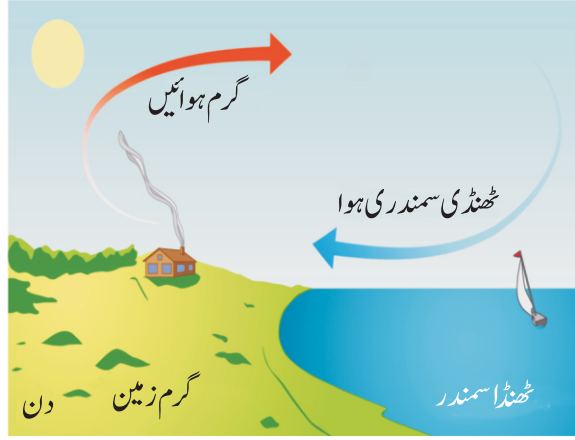 گرم ہوائیں
ٹھنڈی سمندری ہوا
گرم زمین
ٹھنڈا سمندر
دن